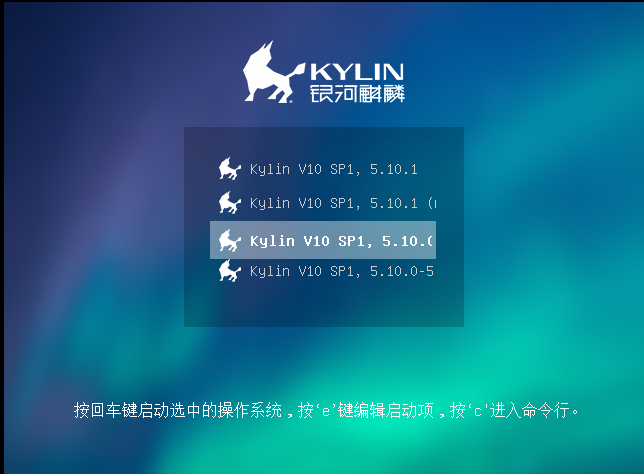 KYLIN
银河麒麟
Kylin V10 SP1, 5.10.1
Kylin V10 SP1, 5.10.1 (
Kylin V10 SP1, 5.10.
Kylin V10 SP1, 5.10.0-5
按回车键启动选中的操作系统，按‘e’键编辑启动项，按‘c’进入命令行。